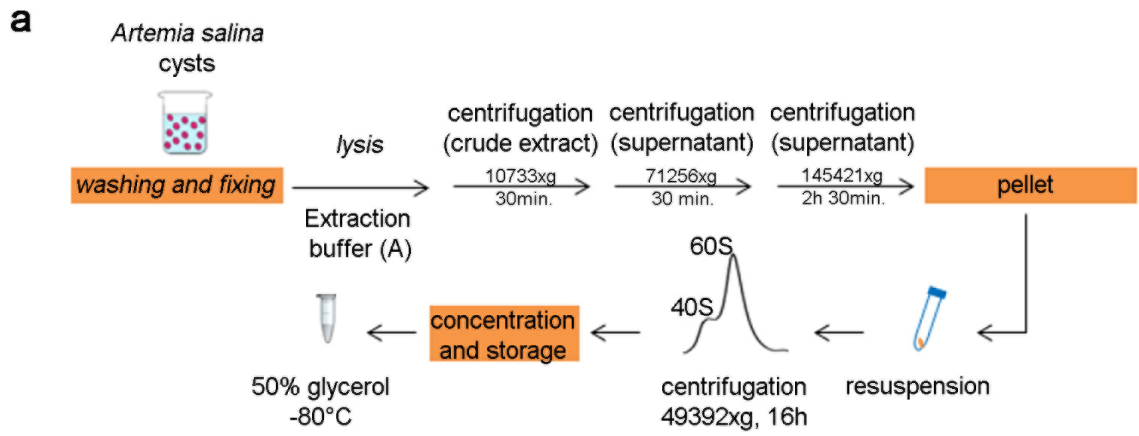 a
Artemia salina
cysts
washing and fixing
lysis
Extraction
buffer (A)
centrifugation
(crude extract)
10733xg
30min.
centrifugation
(supernatant)
71256xg
30 min.
centrifugation
(supernatant)
145421xg
2h 30min.
pellet
resuspension
60S
40S
centrifugation
49392xg, 16h
concentration
and storage
50% glycerol
-80°C